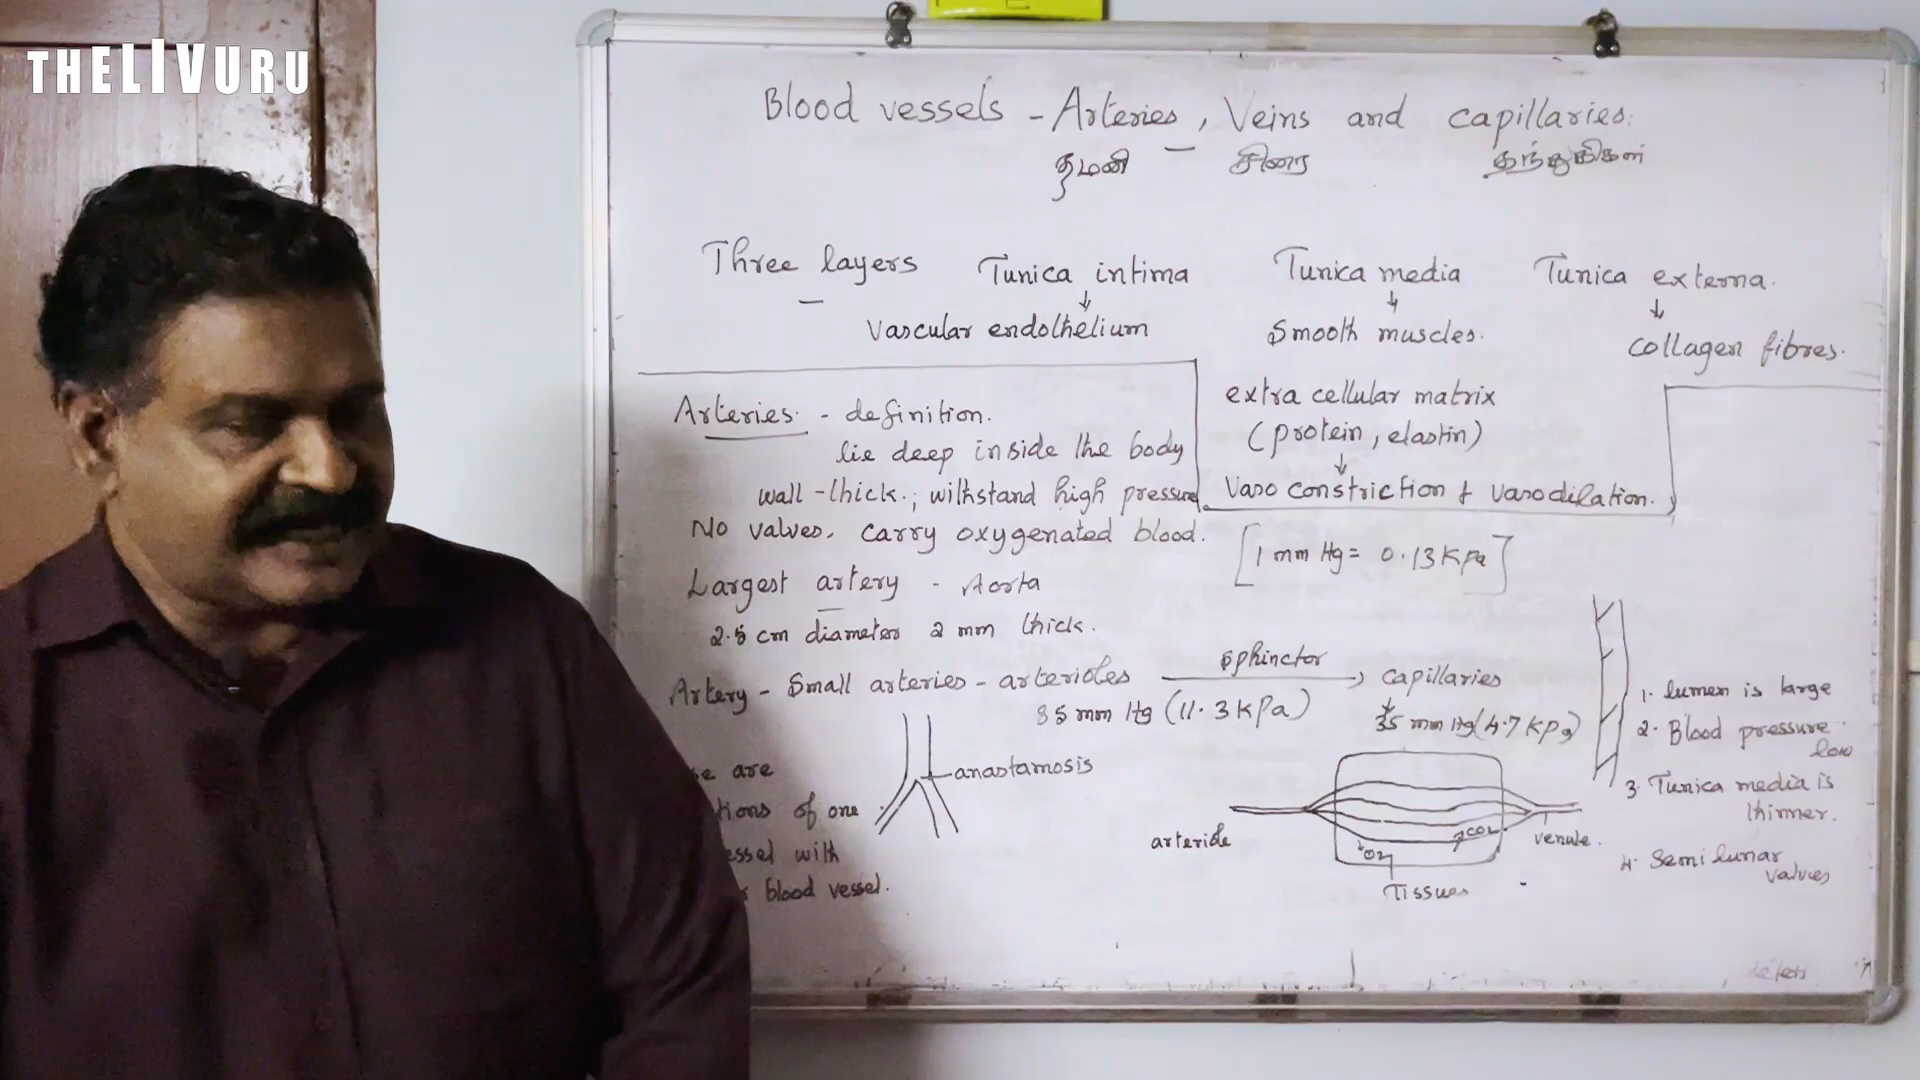 THELIVURU
Blood vessels - Arteries, Veins and capillaries:
தமனி சிரை தந்துகிகள்
Three layers Tunica intima Tunica media Tunica externa.
↓ ↓ ↓
Vascular endothelium Smooth muscles. collagen fibres.
extra cellular matrix
(protein, elastin)
↓
Vaso constriction & vasodilation.
Arteries - definition.
lie deep inside the body
wall - thick., withstand high pressure
No valves. carry oxygenated blood.
[1 mm Hg = 0.13 KPa]
Largest artery - Aorta
2.5 cm diameter 2 mm thick.
Artery - Small arteries - arterioles sphinctor → capillaries
85 mm Hg (11.3 KPa) 35 mm Hg (4.7 KPa)
are
anastamosis
of one
with
blood vessel.
arteriole
O2
CO2
venule.
Tissues
1. lumen is large
2. Blood pressure
low
3. Tunica media is
thinner.
4. Semi lunar
valves